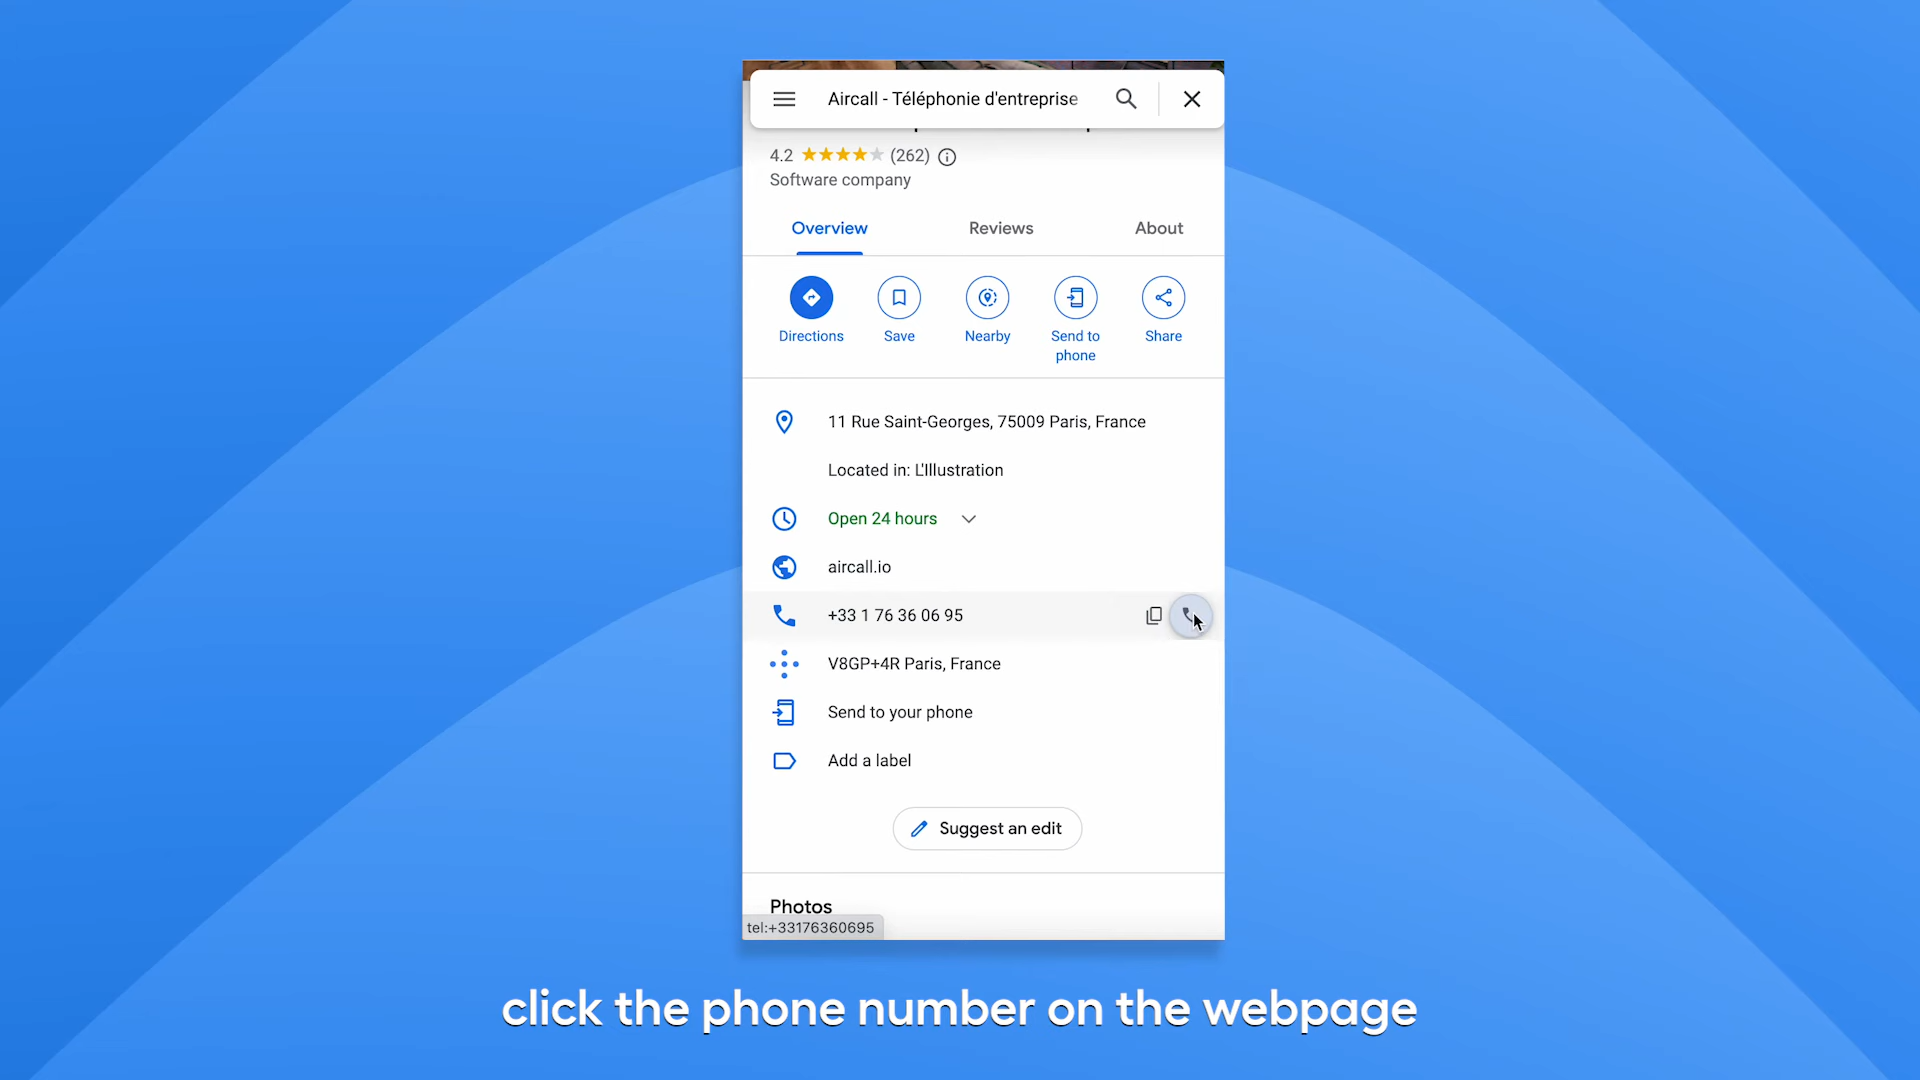 Aircall - Téléphonie d'entreprise
4.2 (262)
Software company
Overview Reviews About
Directions Save Nearby Send to phone Share
11 Rue Saint-Georges, 75009 Paris, France
Located in: L'Illustration
Open 24 hours
aircall.io
+33 1 76 36 06 95
V8GP+4R Paris, France
Send to your phone
Add a label
Suggest an edit
Photos
tel:+33176360695
click the phone number on the webpage